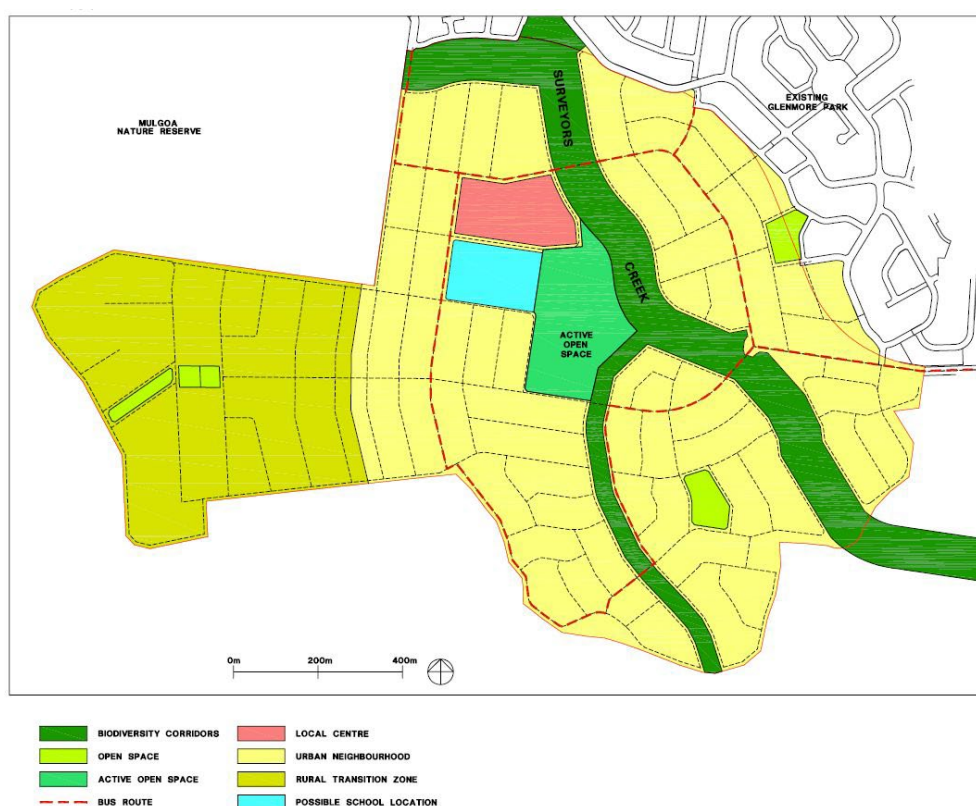 MULGOA
NATURE RESERVE
SURVEYORS
CREEK
EXISTING
GLENMORE PARK
ACTIVE
OPEN
SPACE
0m 200m 400m
BIODIVERSITY CORRIDORS
OPEN SPACE
ACTIVE OPEN SPACE
BUS ROUTE
LOCAL CENTRE
URBAN NEIGHBOURHOOD
RURAL TRANSITION ZONE
POSSIBLE SCHOOL LOCATION